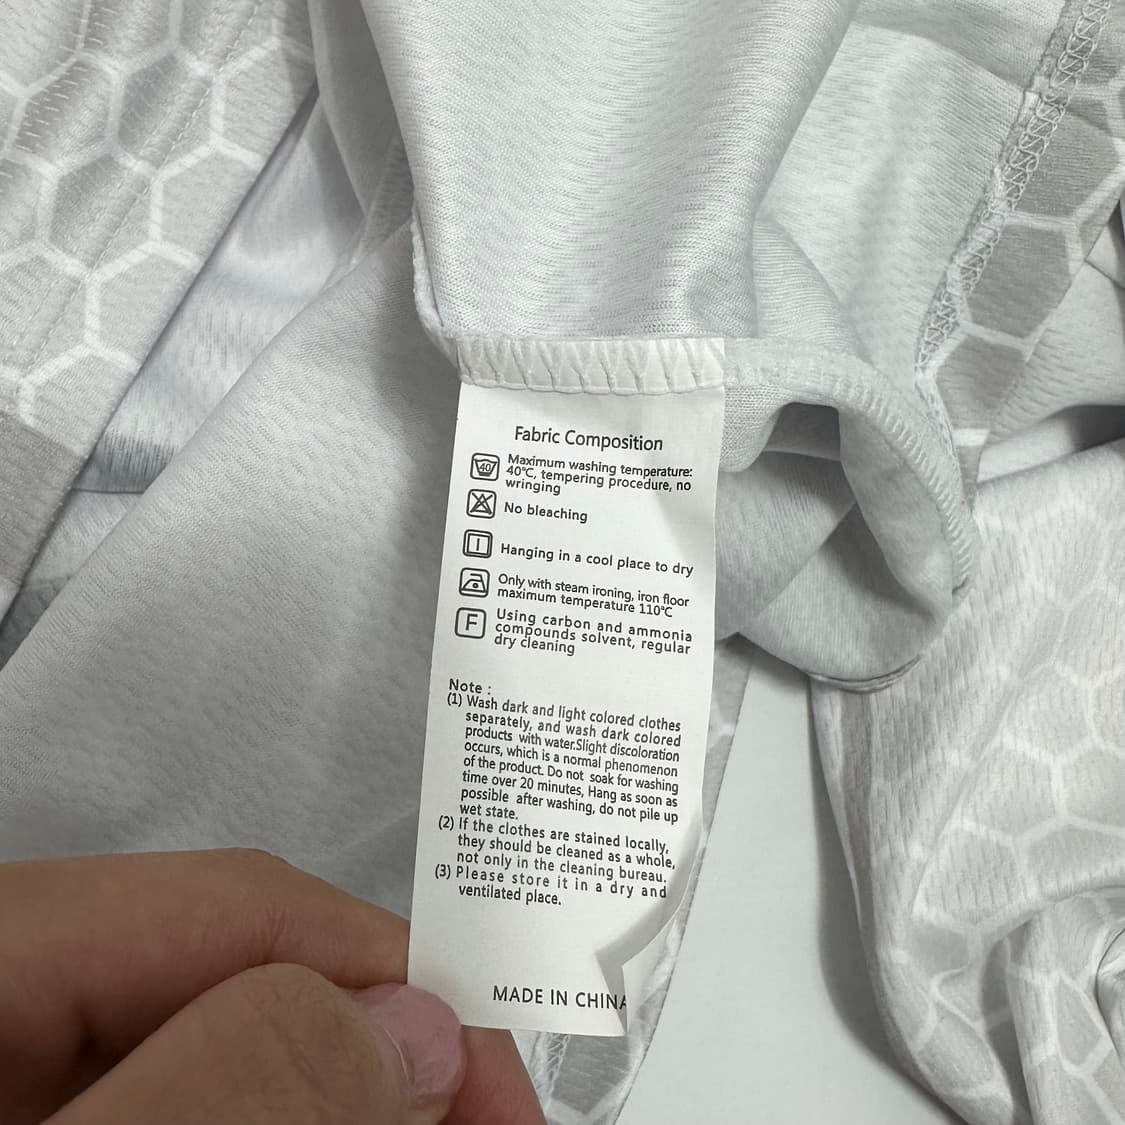 Fabric Composition
40
Maximum washing temperature:
40℃, tempering procedure, no
wringing
No bleaching
Hanging in a cool place to dry
Only with steam ironing, iron floor
maximum temperature 110℃
F
Using carbon and ammonia
compounds solvent, regular
dry cleaning
Note :
(1) Wash dark and light colored clothes
separately, and wash dark colored
products with water.Slight discoloration
occurs, which is a normal phenomenon
of the product. Do not soak for washing
time over 20 minutes, Hang as soon as
possible after washing, do not pile up
wet state.
(2) If the clothes are stained locally,
they should be cleaned as a whole,
not only in the cleaning bureau.
(3) Please store it in a dry and
ventilated place.
MADE IN CHINA